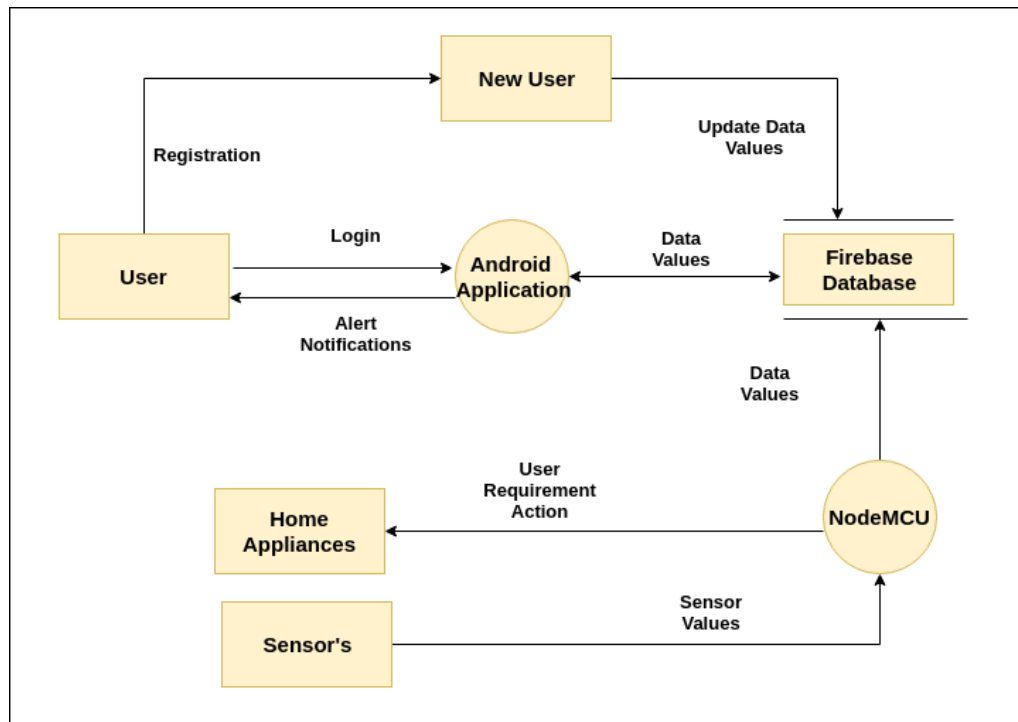 New User
Update Data
Values
Registration
Login
Data
Values
User
Android
Application
Firebase
Database
Alert
Notifications
Data
Values
User
Requirement
Action
Home
Appliances
NodeMCU
Sensor
Values
Sensor's